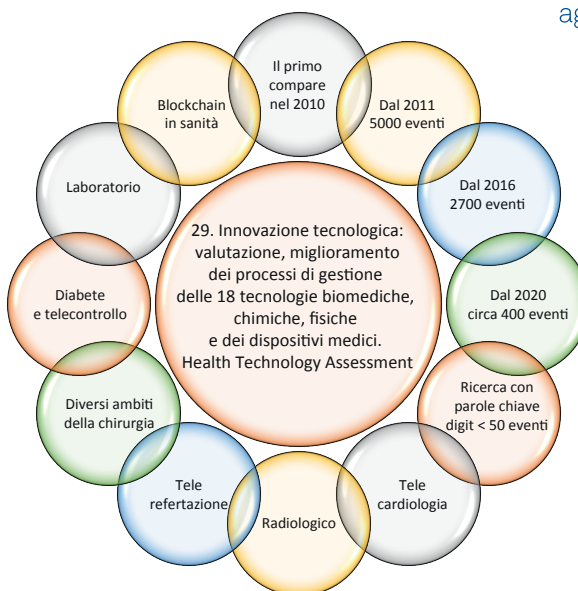 ag
Il primo
compare
nel 2010
Dal 2011
5000 eventi
Dal 2016
2700 eventi
Dal 2020
circa 400 eventi
Ricerca con
parole chiave
digit < 50 eventi
Tele
cardiologia
Radiologico
Tele
refertazione
Diversi ambiti
della chirurgia
Diabete
e telecontrollo
Laboratorio
Blockchain
in sanità
29. Innovazione tecnologica:
valutazione, miglioramento
dei processi di gestione
delle 18 tecnologie biomediche,
chimiche, fisiche
e dei dispositivi medici.
Health Technology Assessment